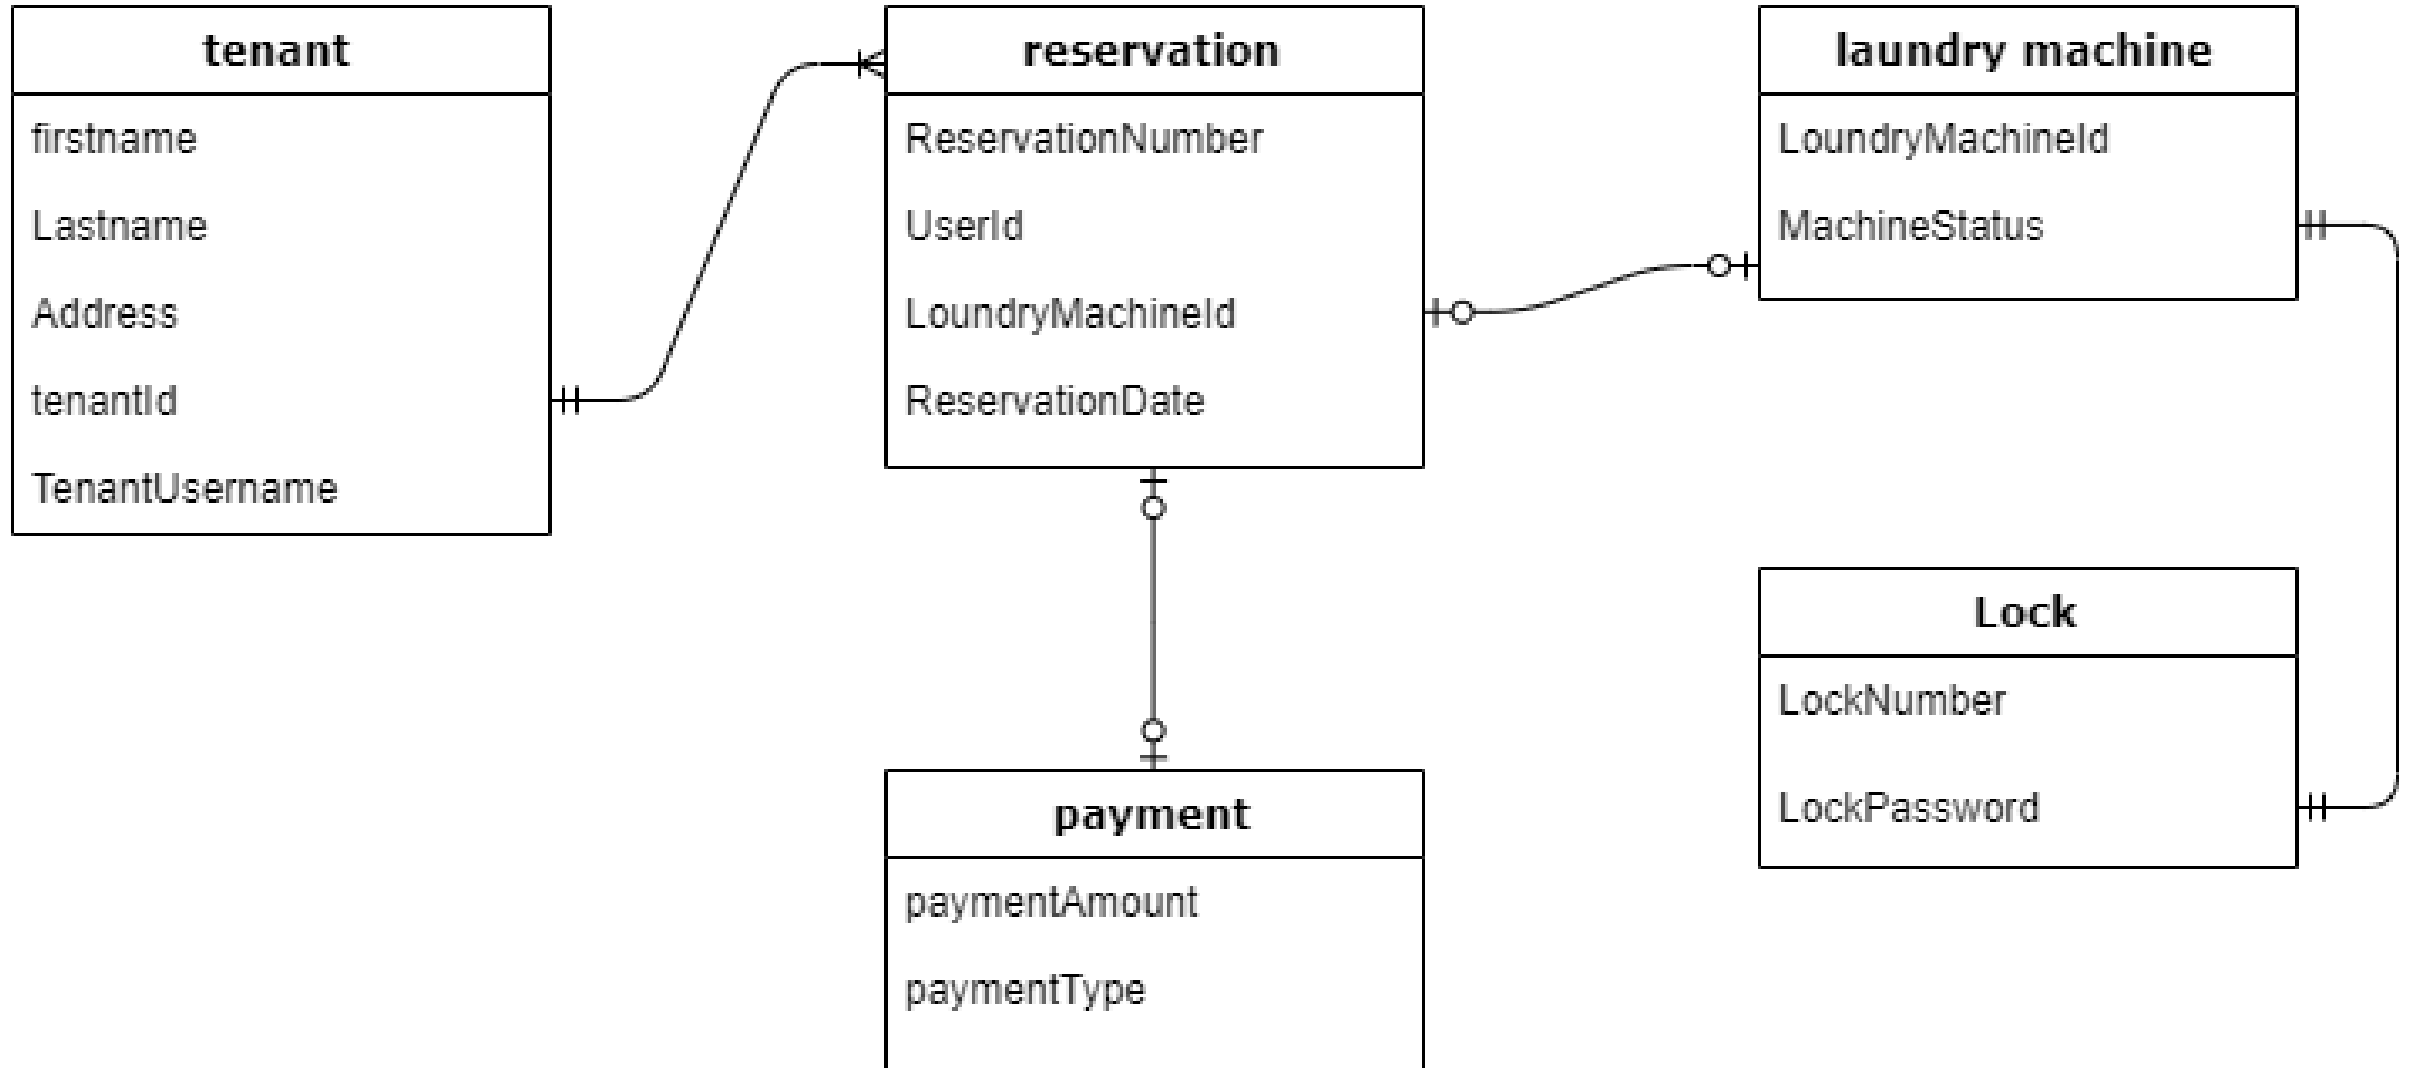 tenant
firstname
Lastname
Address
tenantId
TenantUsername
reservation
ReservationNumber
UserId
LoundryMachineId
ReservationDate
laundry machine
LoundryMachineId
MachineStatus
Lock
LockNumber
LockPassword
payment
paymentAmount
paymentType